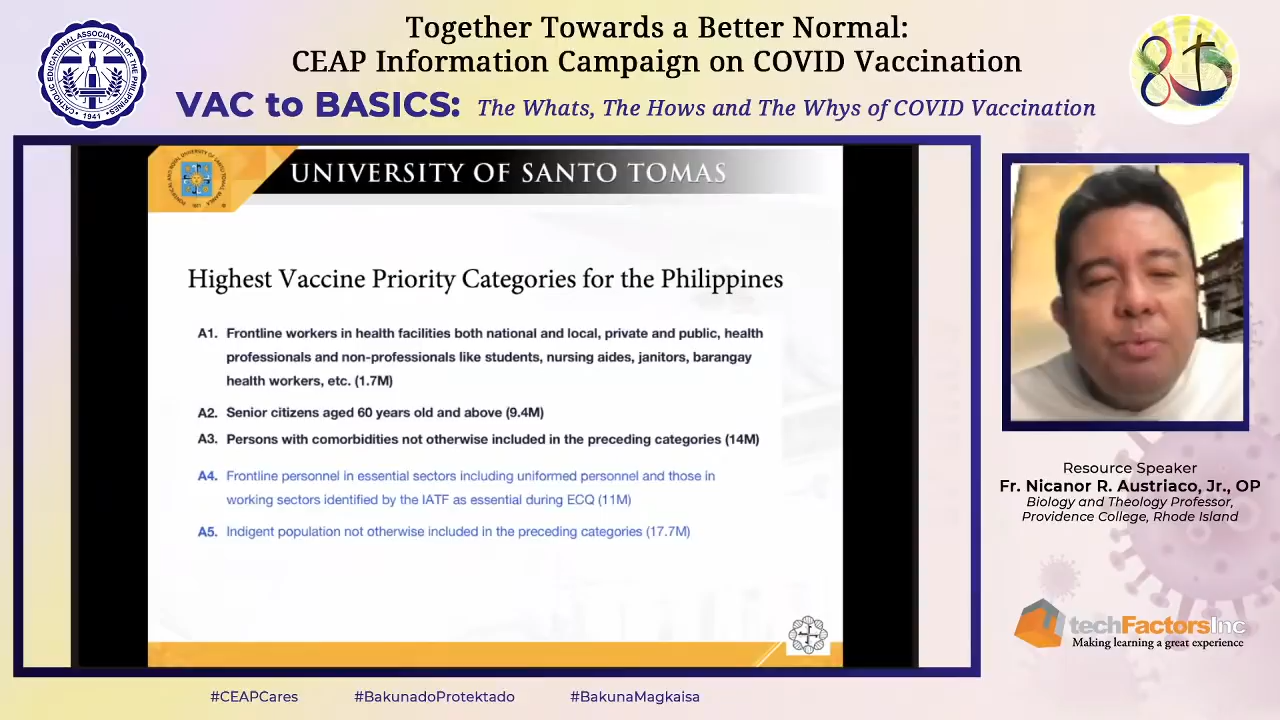 Together Towards a Better Normal:
CEAP Information Campaign on COVID Vaccination
VAC to BASICS: The Whats, The Hows and The Whys of COVID Vaccination
CATHOLIC EDUCATIONAL ASSOCIATION OF THE PHILIPPINES
1941
UNIVERSITY OF SANTO TOMAS
Highest Vaccine Priority Categories for the Philippines
A1. Frontline workers in health facilities both national and local, private and public, health
professionals and non-professionals like students, nursing aides, janitors, barangay
health workers, etc. (1.7M)
A2. Senior citizens aged 60 years old and above (9.4M)
A3. Persons with comorbidities not otherwise included in the preceding categories (14M)
A4. Frontline personnel in essential sectors including uniformed personnel and those in
working sectors identified by the IATF as essential during ECQ (11M)
A5. Indigent population not otherwise included in the preceding categories (17.7M)
Resource Speaker
Fr. Nicanor R. Austriaco, Jr., OP
Biology and Theology Professor,
Providence College, Rhode Island
techFactorsInc
Making learning a great experience
#CEAPCares #BakunadoProtektado #BakunaMagkaisa